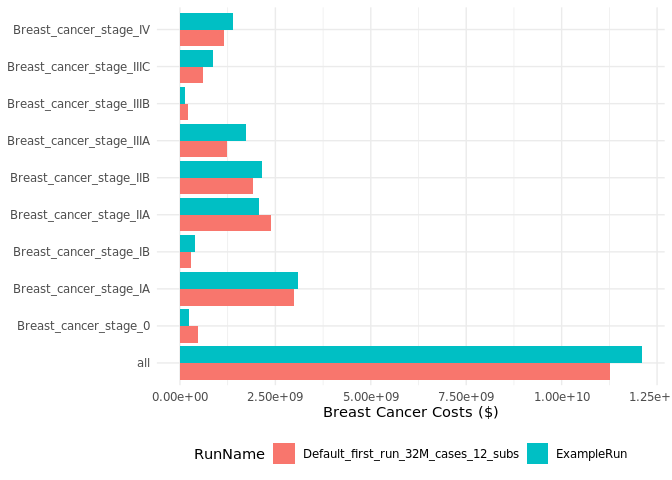 Breast_cancer_stage_IV
Breast_cancer_stage_IIIC
Breast_cancer_stage_IIIB
Breast_cancer_stage_IIIA
Breast_cancer_stage_IIB
Breast_cancer_stage_IIA
Breast_cancer_stage_IB
Breast_cancer_stage_IA
Breast_cancer_stage_0
all
0.00e+00 2.50e+09 5.00e+09 7.50e+09 1.00e+10 1.25e+
Breast Cancer Costs ($)
RunName Default_first_run_32M_cases_12_subs ExampleRun